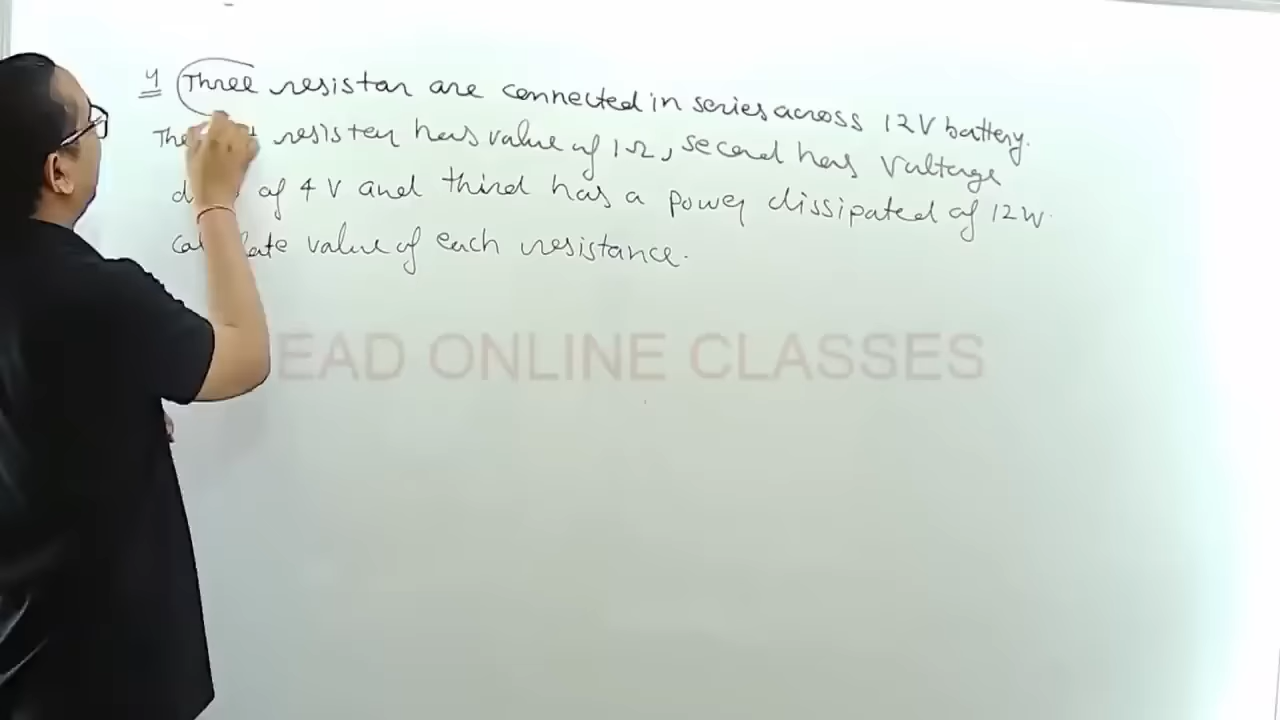 4 Three resistor are connected in series across 12V battery.
The resister has value of 1Ω, second has Voltage
of 4 V and third has a power dissipated of 12W.
value of each resistance.
EAD ONLINE CLASSES